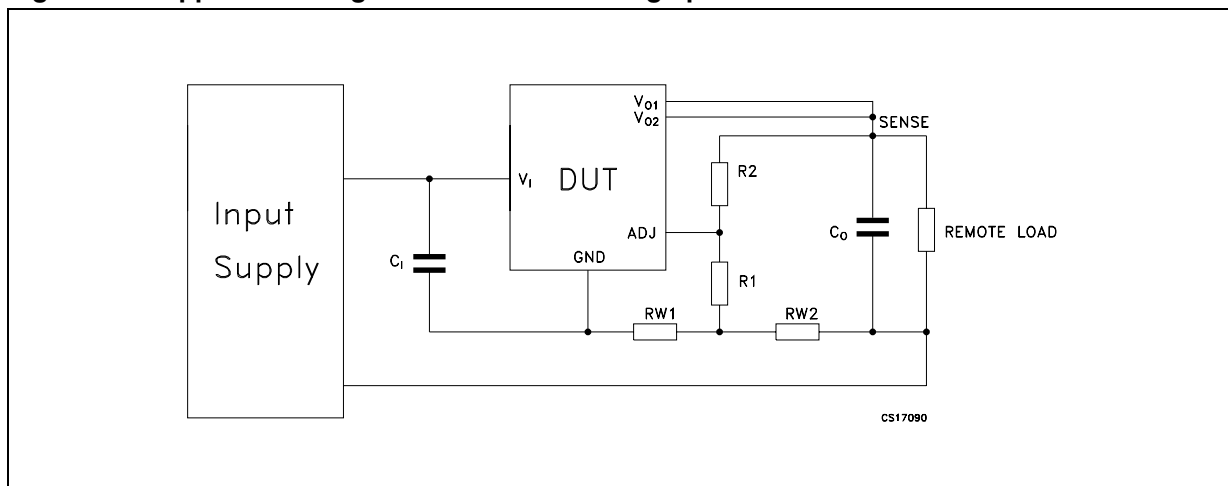 V_O1
V_O2
SENSE
R2
V_I
DUT
Input
Supply
ADJ
C_O
REMOTE LOAD
C_I
GND
R1
RW1
RW2
CS17090